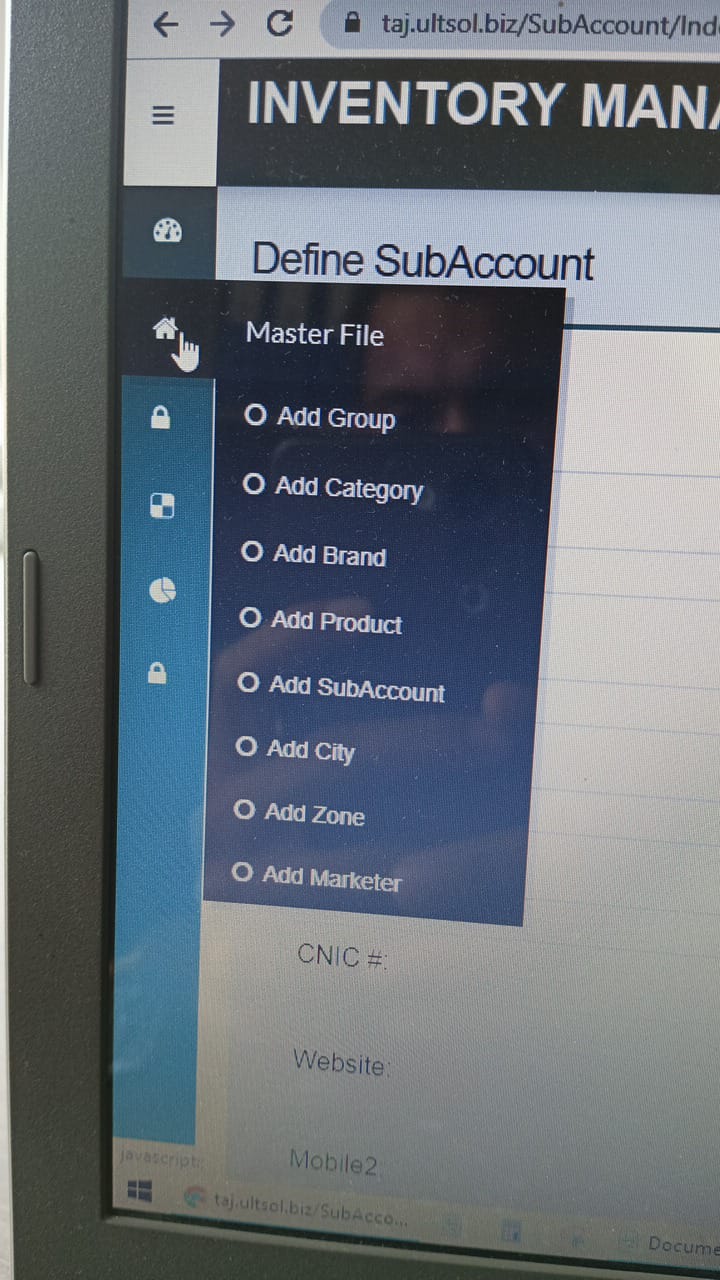 taj.ultsol.biz/SubAccount/Ind
INVENTORY MANA
Define SubAccount
Master File
Add Group
Add Category
Add Brand
Add Product
Add SubAccount
Add City
Add Zone
Add Marketer
CNIC #:
Website:
Mobile2:
javascript:;
taj.ultsol.biz/SubAcco...
Docume